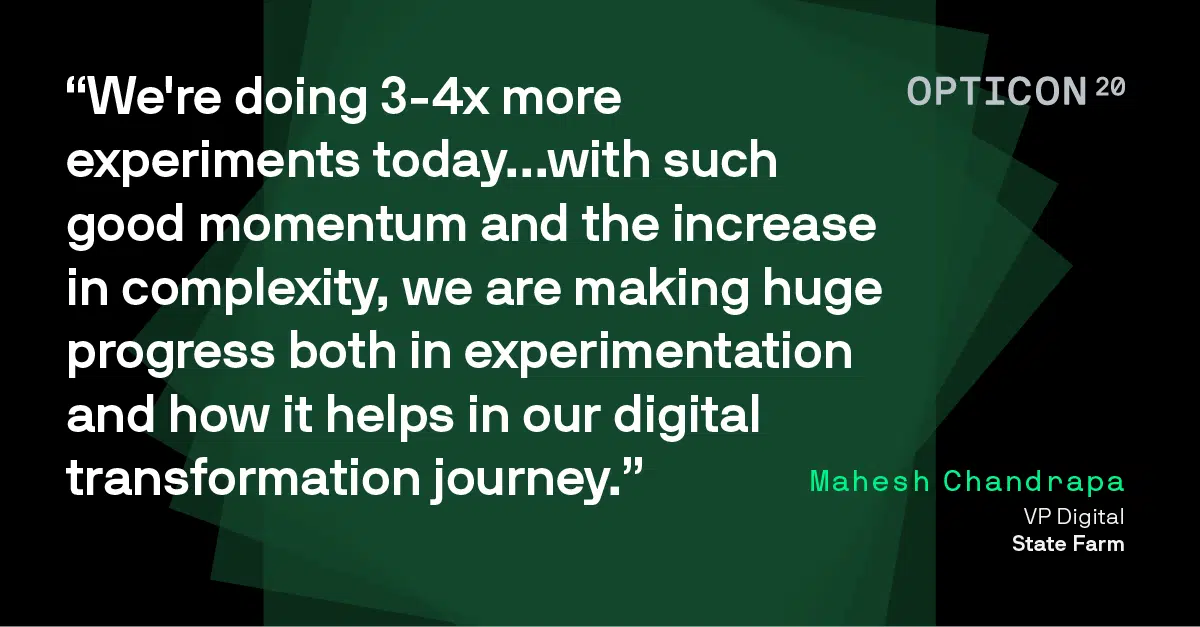 “We're doing 3-4x more
experiments today...with such
good momentum and the increase
in complexity, we are making huge
progress both in experimentation
and how it helps in our digital
transformation journey.”
OPTICON 20
Mahesh Chandrapa
VP Digital
State Farm